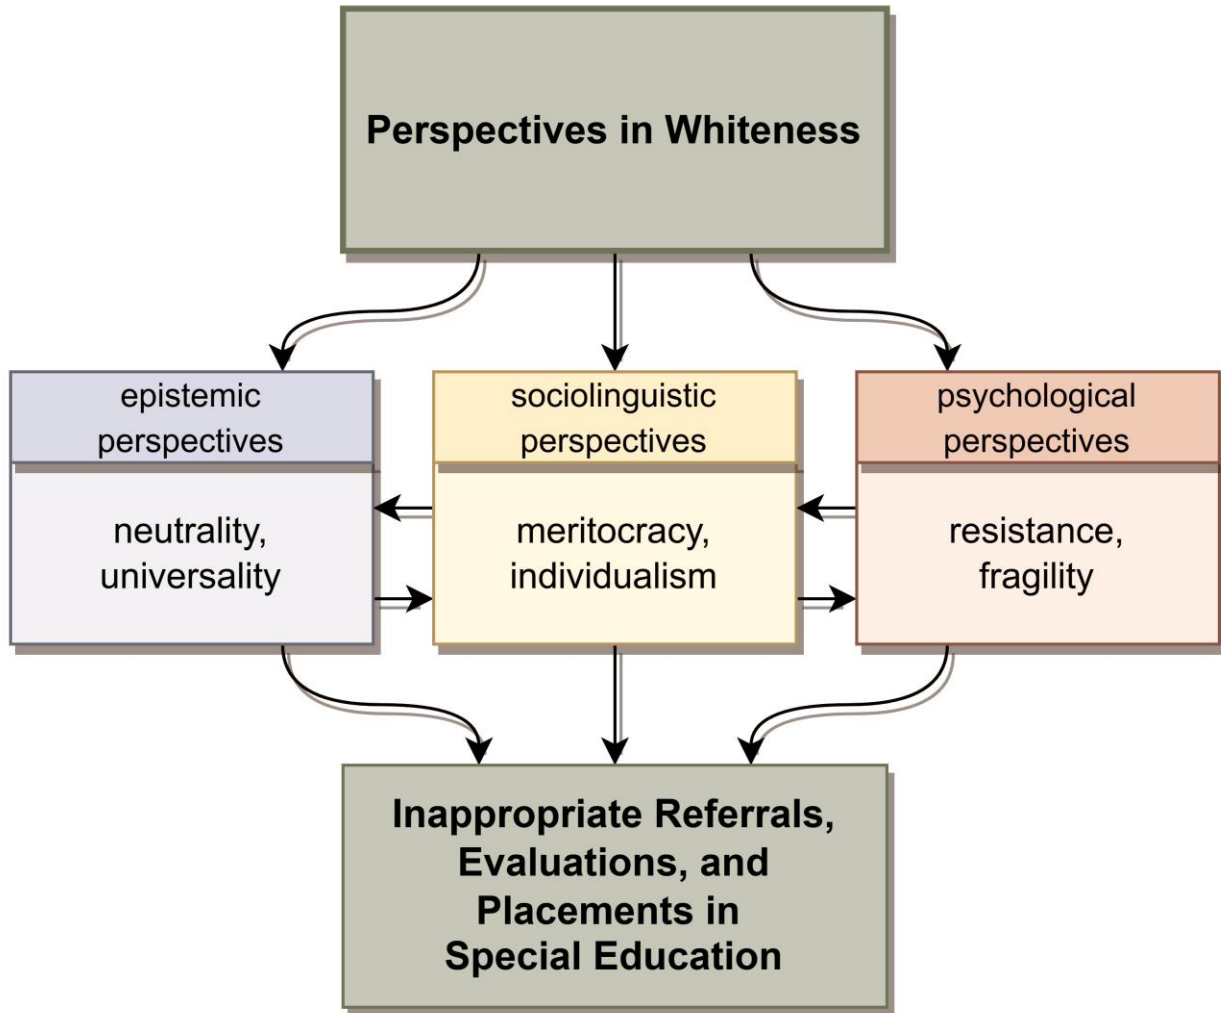 Perspectives in Whiteness
epistemic
perspectives
neutrality,
universality
sociolinguistic
perspectives
meritocracy,
individualism
psychological
perspectives
resistance,
fragility
Inappropriate Referrals,
Evaluations, and
Placements in
Special Education